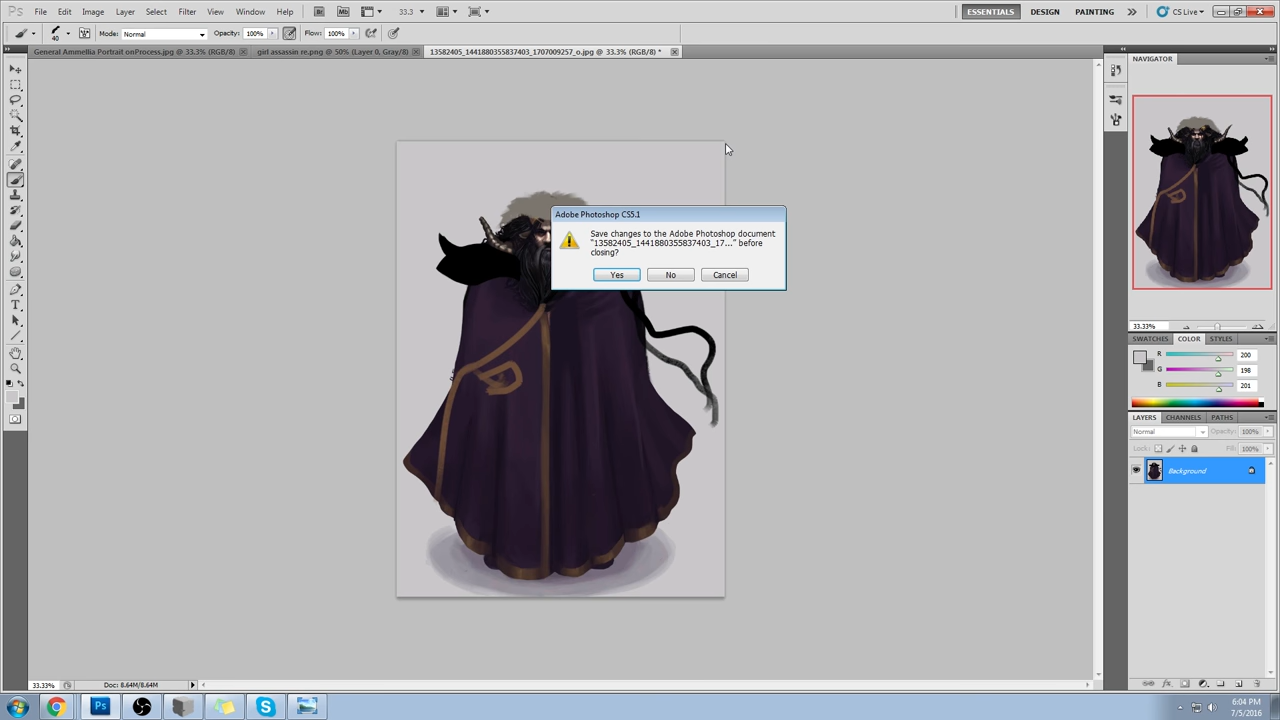 Ps File Edit Image Layer Select Filter View Window Help Br Mb 33.3 ESSENTIALS DESIGN PAINTING CS Live
40 Mode: Normal Opacity: 100% Flow: 100%
General Ammellia Portrait onProcess.jpg @ 33.3% (RGB/8) girl assassin re.png @ 50% (Layer 0, Gray/8) 13582405_1441880355837403_1707009257_o.jpg @ 33.3% (RGB/8) *
NAVIGATOR
Adobe Photoshop CS5.1
Save changes to the Adobe Photoshop document
"13582405_1441880355837403_17..." before
closing?
Yes No Cancel
33.33%
SWATCHES COLOR STYLES
R 200
G 198
B 201
LAYERS CHANNELS PATHS
Normal Opacity: 100%
Lock: Fill: 100%
Background
33.33% Doc: 8.64M/8.64M
Ps
6:04 PM
7/5/2016